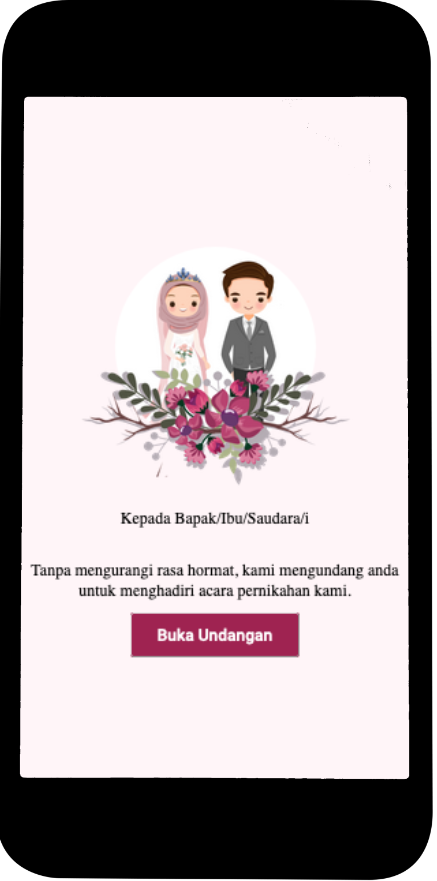 Kepada Bapak/Ibu/Saudara/i
Tanpa mengurangi rasa hormat, kami mengundang anda
untuk menghadiri acara pernikahan kami.
Buka Undangan